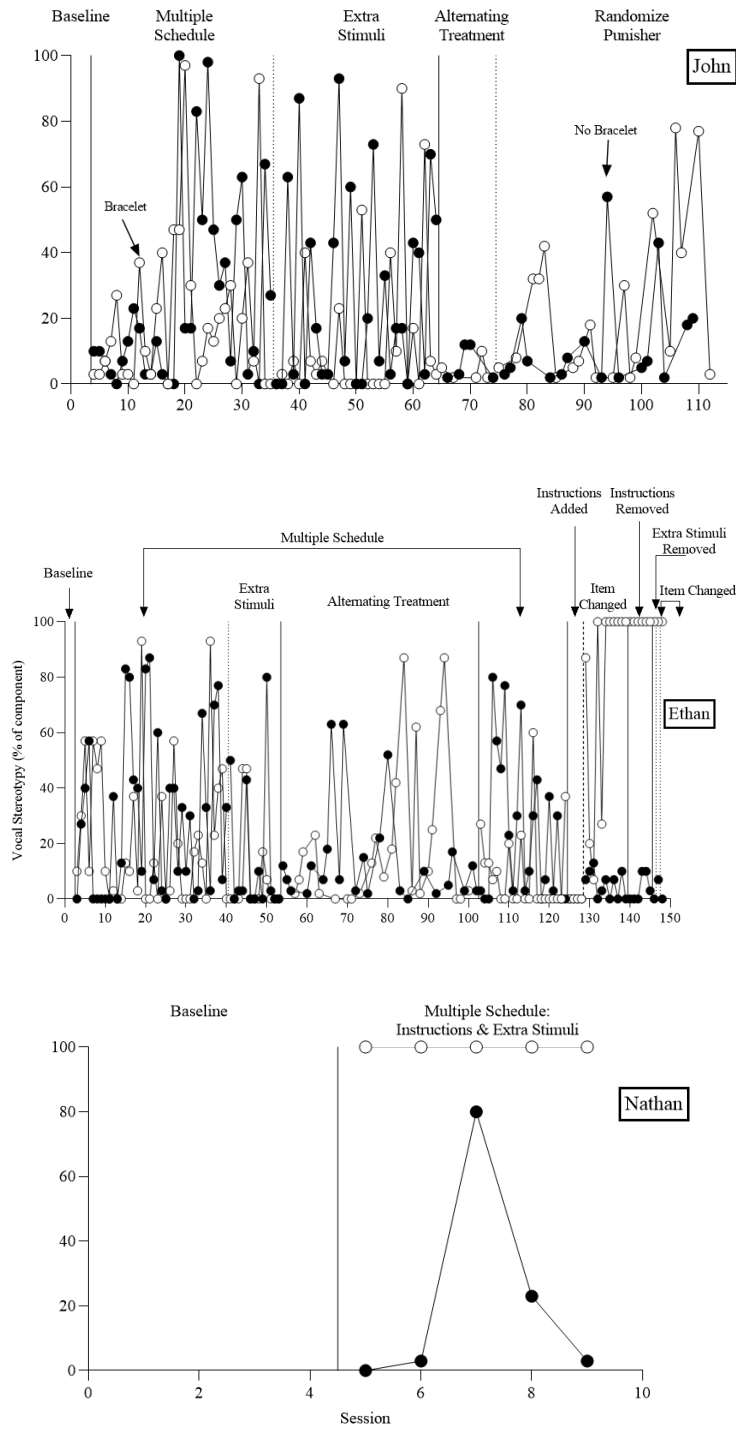 Baseline
Multiple
Schedule
Extra
Stimuli
Alternating
Treatment
Randomize
Punisher
John
100
80
60
40
20
0
No Bracelet
Bracelet
0 10 20 30 40 50 60 70 80 90 100 110
Instructions
Added
Instructions
Removed
Extra Stimuli
Removed
Multiple Schedule
Baseline
Extra
Stimuli
Alternating Treatment
Item
Changed
Item Changed
Ethan
Vocal Stereotypy (% of component)
100
80
60
40
20
0
0 10 20 30 40 50 60 70 80 90 100 110 120 130 140 150
Baseline
Multiple Schedule:
Instructions & Extra Stimuli
Nathan
100
80
60
40
20
0
0 2 4 6 8 10
Session